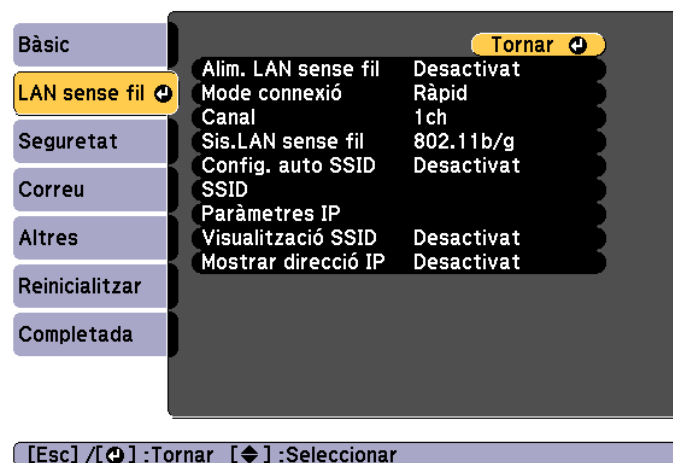 Bàsic
LAN sense fil
Seguretat
Correu
Altres
Reinicialitzar
Completada
Tornar
Alim. LAN sense fil Desactivat
Mode connexió Ràpid
Canal 1ch
Sis.LAN sense fil 802.11b/g
Config. auto SSID Desactivat
SSID
Paràmetres IP
Visualització SSID Desactivat
Mostrar direcció IP Desactivat
[Esc] /[⏎] :Tornar [◆] :Seleccionar